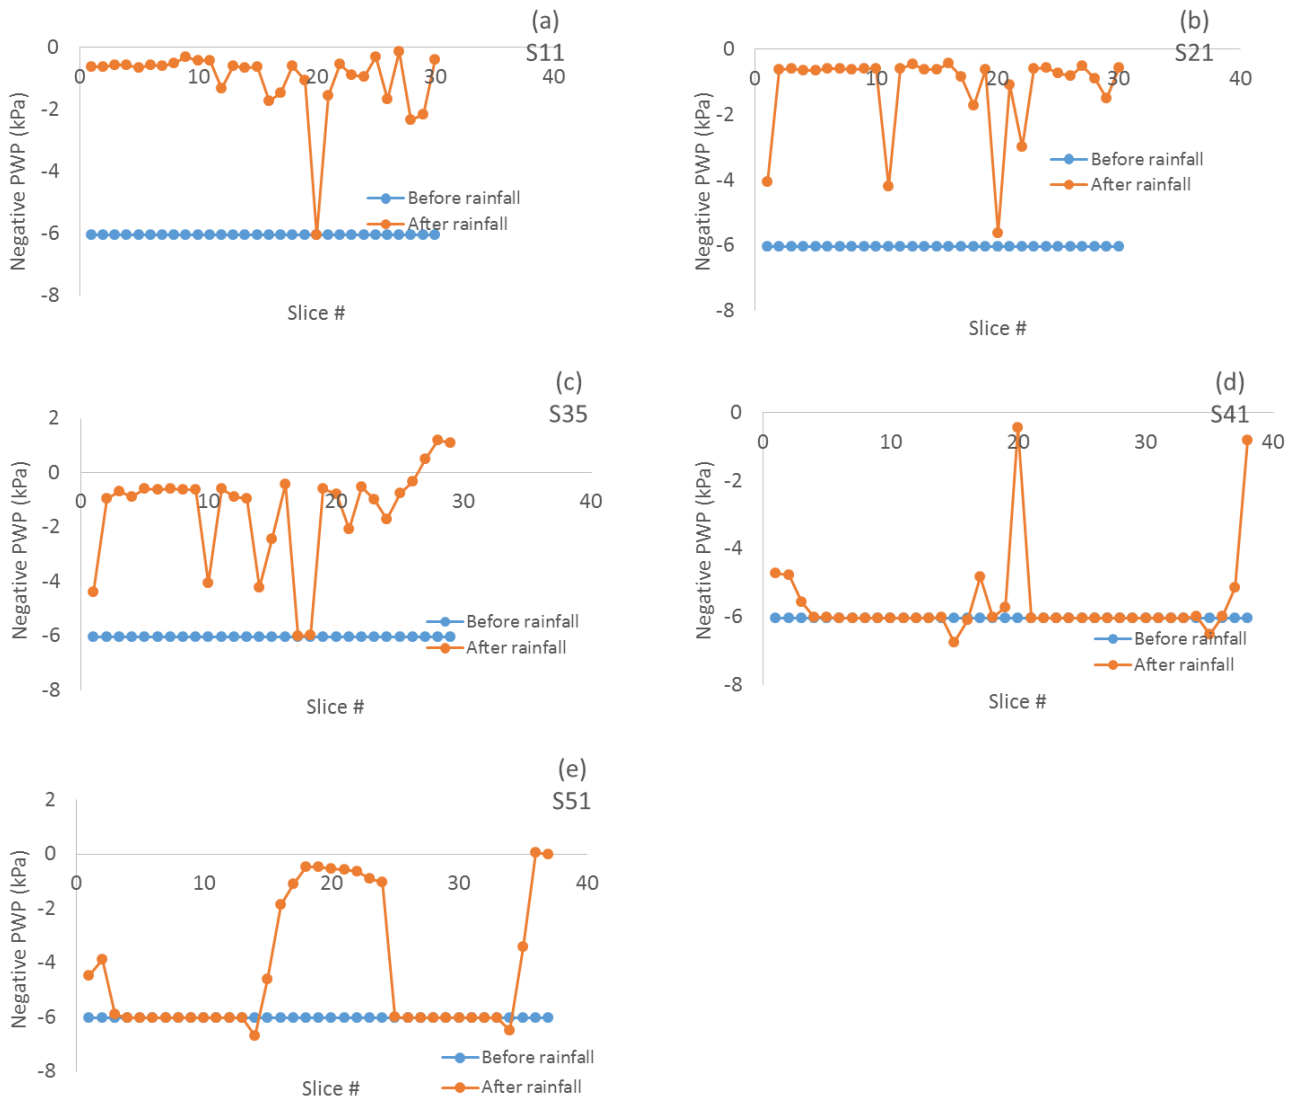 (a)
S11
0
0 10 20 30 40
-2
-4
-6
-8
Negative PWP (kPa)
Before rainfall
After rainfall
Slice #
(b)
S21
0
0 10 20 30 40
-2
-4
-6
-8
Negative PWP (kPa)
Before rainfall
After rainfall
Slice #
(c)
S35
2
0
0 10 20 30 40
-2
-4
-6
-8
Negative PWP (kPa)
Before rainfall
After rainfall
Slice #
(d)
S41
0
0 10 20 30 40
-2
-4
-6
-8
Negative PWP (kPa)
Before rainfall
After rainfall
Slice #
(e)
S51
2
0
0 10 20 30 40
-2
-4
-6
-8
Negative PWP (kPa)
Before rainfall
After rainfall
Slice #